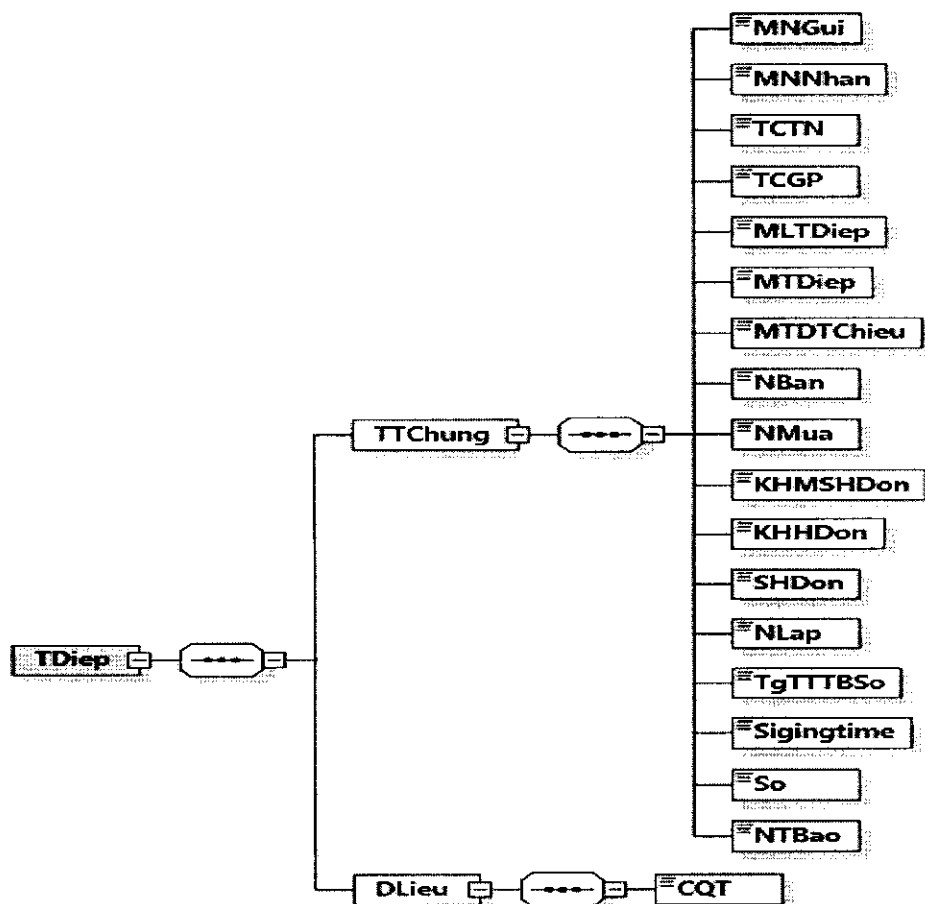 MNGui
MNNhan
TCTN
TCGP
MLTDiep
MTDiep
MTDTChieu
NBan
TTChung
NMua
KHMSHDon
KHHDon
SHDon
NLap
TDiep
TgTTTBSo
Sigingtime
So
NTBao
DLieu
CQT